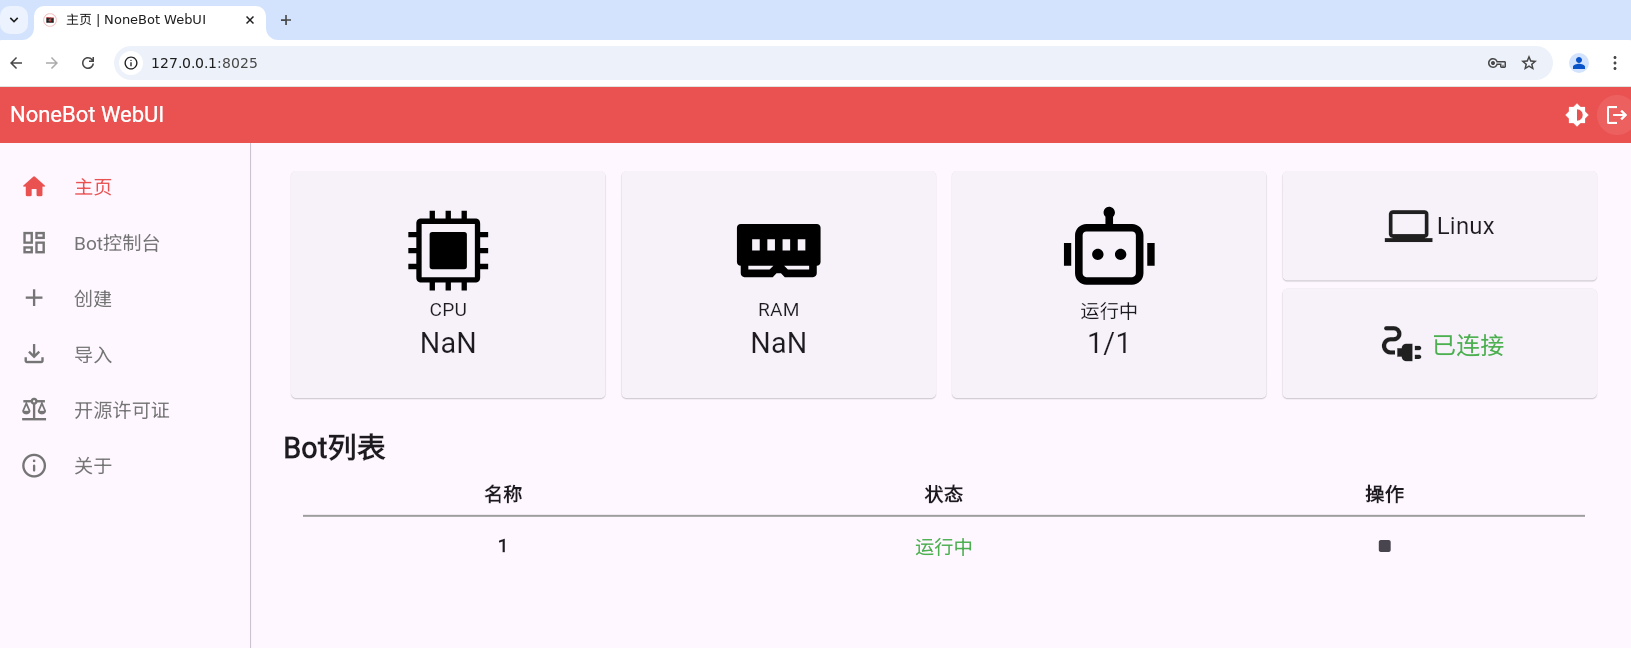 主页 | NoneBot WebUI
127.0.0.1:8025
NoneBot WebUI
主页
Bot控制台
创建
导入
开源许可证
关于
CPU
NaN
RAM
NaN
运行中
1/1
Linux
已连接
Bot列表
名称 状态 操作
1 运行中